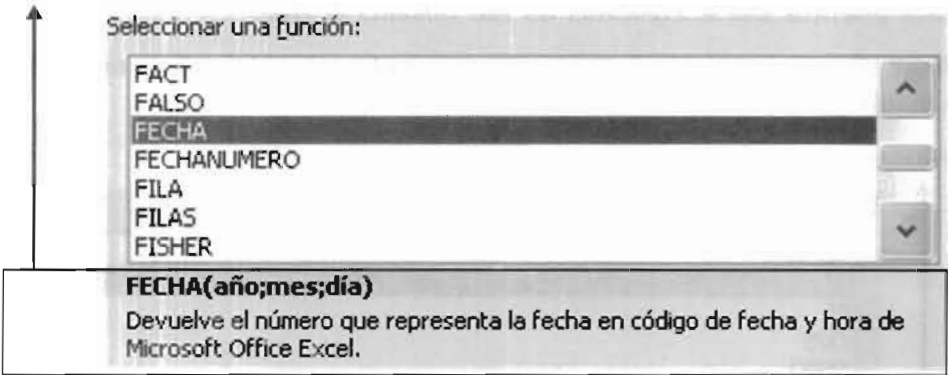 Seleccionar una función:
FACT
FALSO
FECHA
FECHANUMERO
FILA
FILAS
FISHER
FECHA(año;mes;día)
Devuelve el número que representa la fecha en código de fecha y hora de
Microsoft Office Excel.